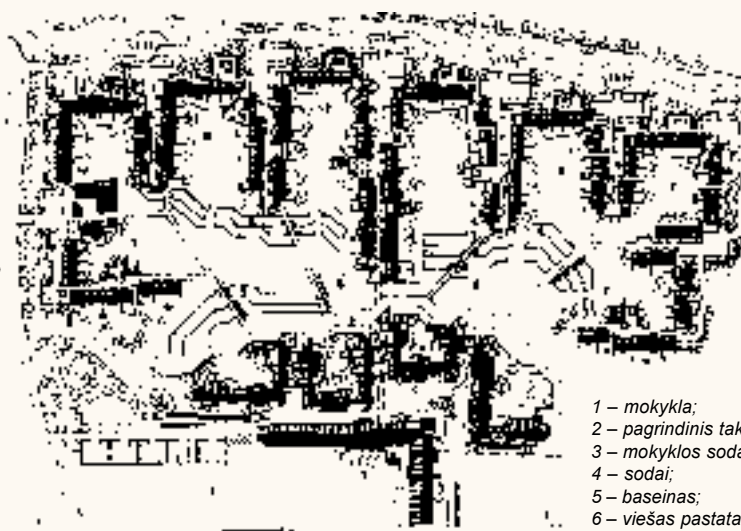 1 – mokykla;
2 – pagrindinis tak
3 – mokyklos soda
4 – sodai;
5 – baseinas;
6 – viešas pastata